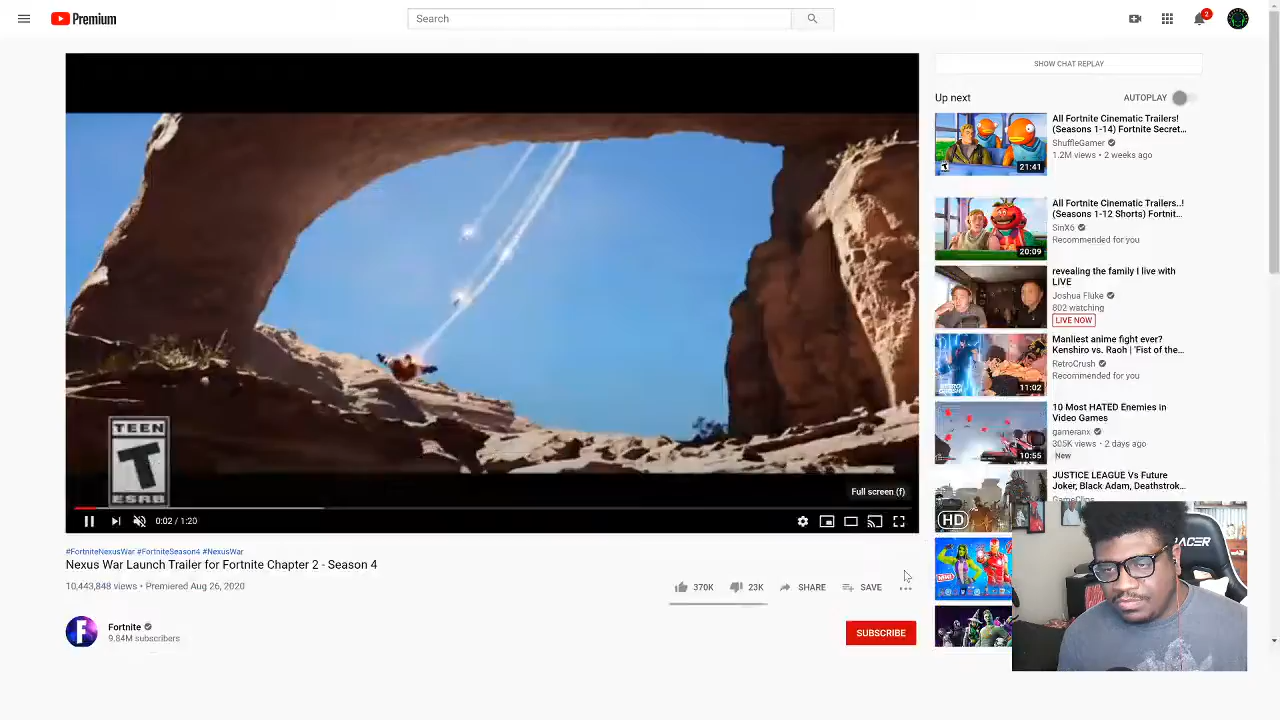 Premium
Search
2
SHOW CHAT REPLAY
Up next
AUTOPLAY
All Fortnite Cinematic Trailers!
(Seasons 1-14) Fortnite Secret...
ShuffleGamer
1.2M views • 2 weeks ago
21:41
All Fortnite Cinematic Trailers..!
(Seasons 1-12 Shorts) Fortnit...
SinX6
Recommended for you
20:09
revealing the family I live with
LIVE
Joshua Fluke
802 watching
LIVE NOW
Manliest anime fight ever?
Kenshiro vs. Raoh | 'Fist of the...
RetroCrush
Recommended for you
11:02
10 Most HATED Enemies in
Video Games
gameranx
305K views • 2 days ago
New
10:55
JUSTICE LEAGUE Vs Future
Joker, Black Adam, Deathstrok...
GameClips
HD
TEEN
T
ESRB
Full screen (f)
0:02 / 1:20
#FortniteNexusWar #FortniteSeason4 #NexusWar
Nexus War Launch Trailer for Fortnite Chapter 2 - Season 4
10,443,848 views • Premiered Aug 26, 2020
370K
23K
SHARE
SAVE
Fortnite
9.84M subscribers
SUBSCRIBE